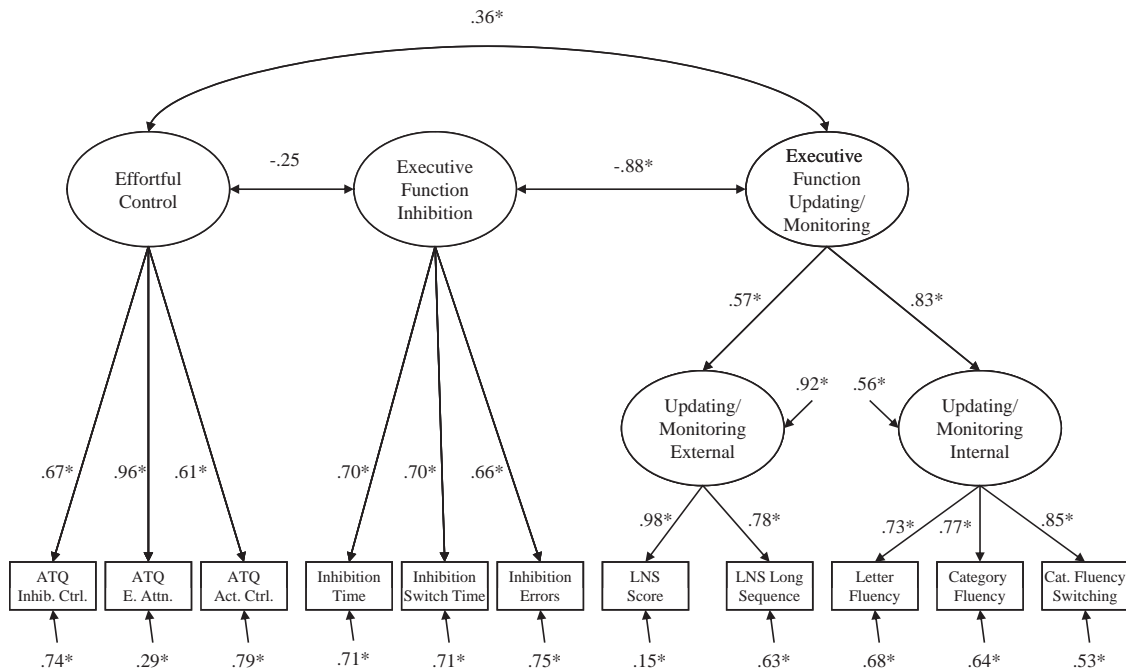 .36*
-.25
-.88*
Effortful
Control
Executive
Function
Inhibition
Executive
Function
Updating/
Monitoring
.57*
.83*
.92*
.56*
Updating/
Monitoring
External
Updating/
Monitoring
Internal
.67*
.96*
.61*
.70*
.70*
.66*
.98*
.78*
.73*
.77*
.85*
ATQ
Inhib. Ctrl.
ATQ
E. Attn.
ATQ
Act. Ctrl.
Inhibition
Time
Inhibition
Switch Time
Inhibition
Errors
LNS
Score
LNS Long
Sequence
Letter
Fluency
Category
Fluency
Cat. Fluency
Switching
.74*
.29*
.79*
.71*
.71*
.75*
.15*
.63*
.68*
.64*
.53*